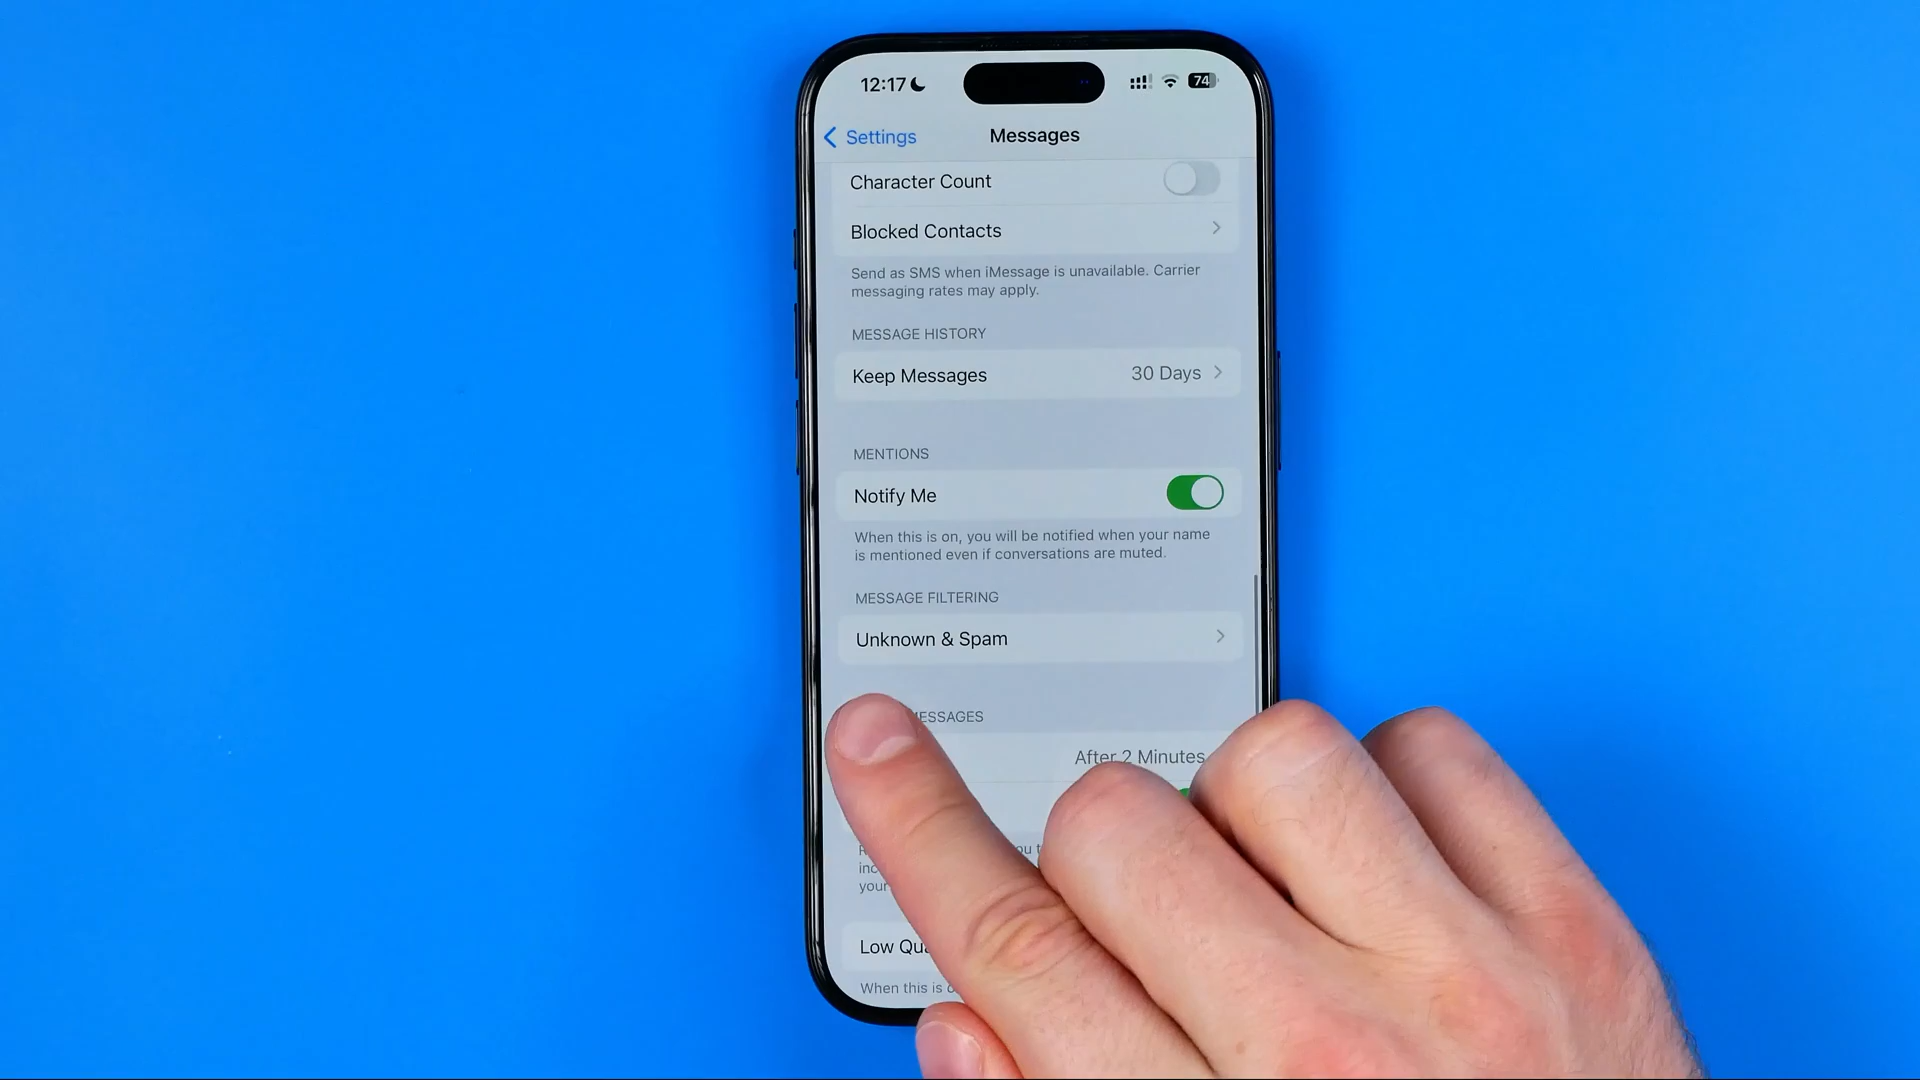 12:17
74
Settings
Messages
Character Count
Blocked Contacts
Send as SMS when iMessage is unavailable. Carrier
messaging rates may apply.
MESSAGE HISTORY
Keep Messages 30 Days
MENTIONS
Notify Me
When this is on, you will be notified when your name
is mentioned even if conversations are muted.
MESSAGE FILTERING
Unknown & Spam
After 2 Minutes
your
Low
When this is